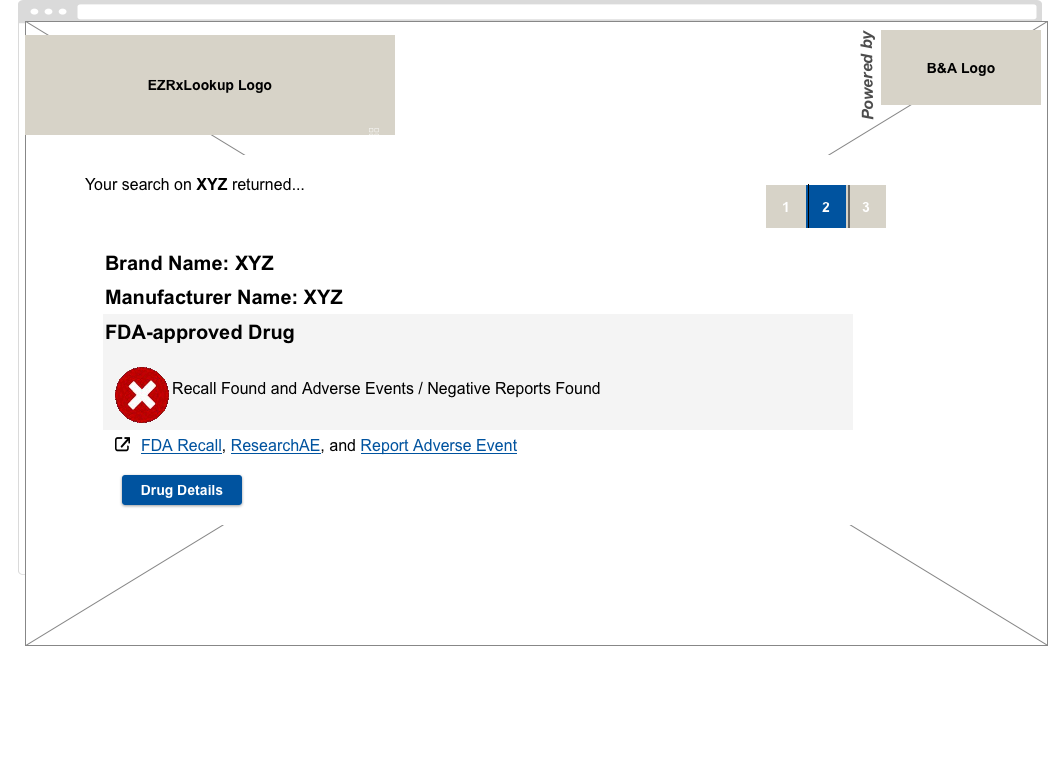 EZRxLookup Logo
Powered by
B&A Logo
Your search on XYZ returned...
1 2 3
Brand Name: XYZ
Manufacturer Name: XYZ
FDA-approved Drug
Recall Found and Adverse Events / Negative Reports Found
FDA Recall, ResearchAE, and Report Adverse Event
Drug Details